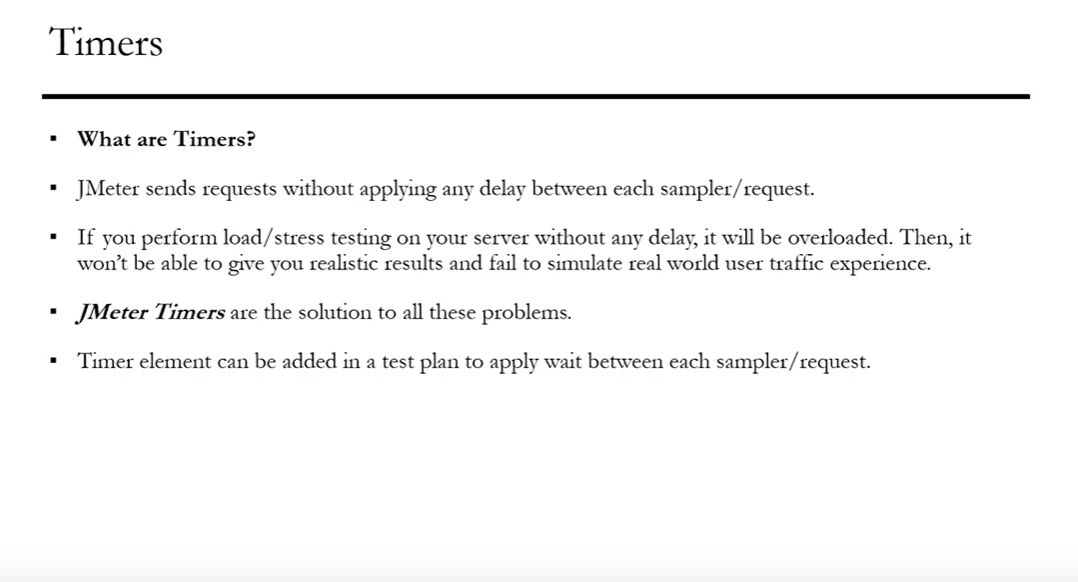 Timers
▪ What are Timers?
▪ JMeter sends requests without applying any delay between each sampler/request.
▪ If you perform load/stress testing on your server without any delay, it will be overloaded. Then, it
won’t be able to give you realistic results and fail to simulate real world user traffic experience.
▪ JMeter Timers are the solution to all these problems.
▪ Timer element can be added in a test plan to apply wait between each sampler/request.